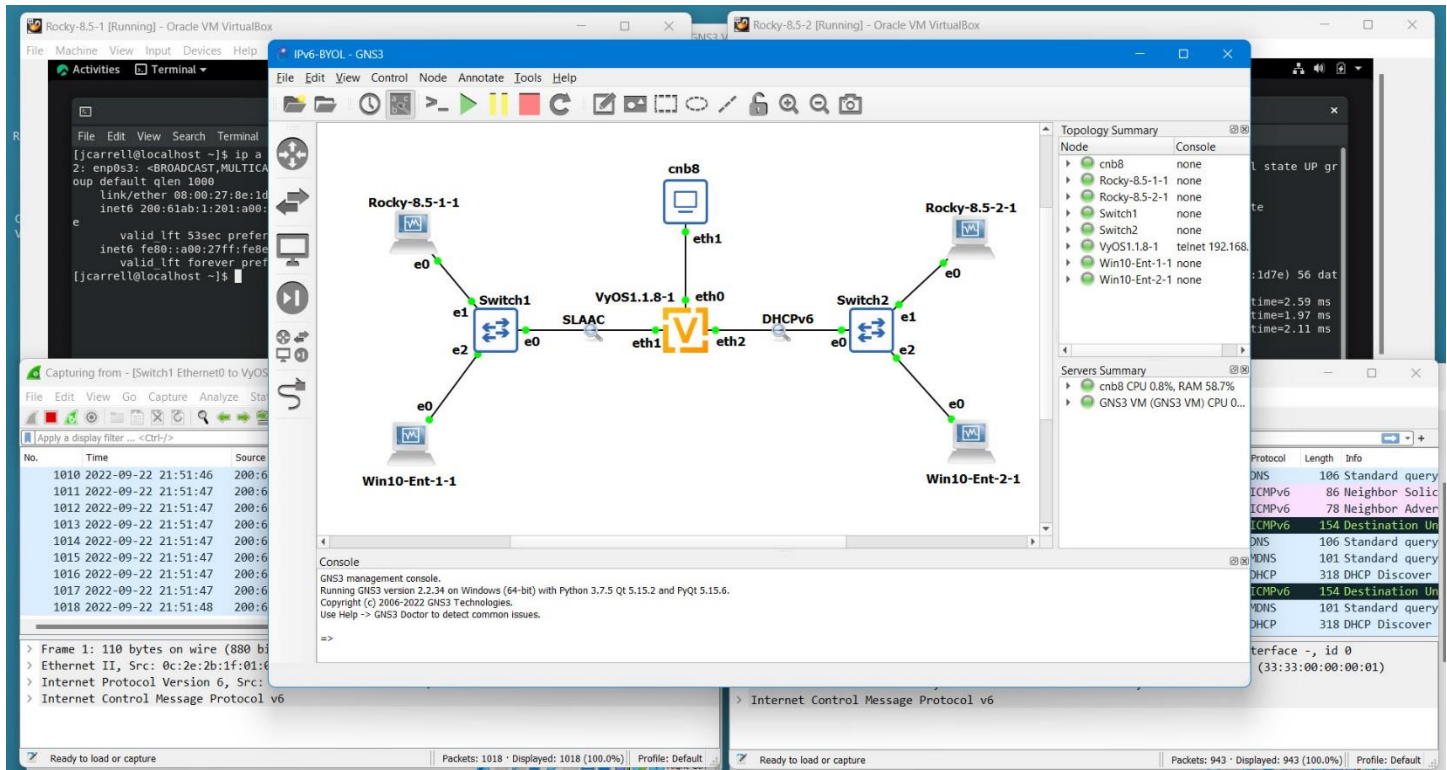 Rocky-8.5-1 [Running] - Oracle VM VirtualBox
File Machine View Input Devices Help
Activities Terminal
File Edit View Search Terminal
[jcarrell@localhost ~]$ ip a
2: enp0s3: <BROADCAST,MULTICA
oup default qlen 1000
link/ether 08:00:27:8e:1d
inet6 200:61ab:1:201:a00:
e
valid_lft 53sec prefer
inet6 fe80::a00:27ff:fe8e
valid_lft forever pref
[jcarrell@localhost ~]$
Rocky-8.5-2 [Running] - Oracle VM VirtualBox
l state UP gr
te
:1d7e) 56 dat
time=2.59 ms
time=1.97 ms
time=2.11 ms
IPv6-BYOL - GNS3
File Edit View Control Node Annotate Tools Help
cnb8
eth1
Rocky-8.5-1-1
e0
Rocky-8.5-2-1
e0
Switch1
e1
e0
e2
SLAAC
VyOS1.1.8-1
eth0
eth1
eth2
DHCPv6
Switch2
e1
e0
e2
e0
Win10-Ent-1-1
e0
Win10-Ent-2-1
Topology Summary
Node Console
cnb8 none
Rocky-8.5-1-1 none
Rocky-8.5-2-1 none
Switch1 none
Switch2 none
VyOS1.1.8-1 telnet 192.168.
Win10-Ent-1-1 none
Win10-Ent-2-1 none
Servers Summary
cnb8 CPU 0.8%, RAM 58.7%
GNS3 VM (GNS3 VM) CPU 0...
Console
GNS3 management console.
Running GNS3 version 2.2.34 on Windows (64-bit) with Python 3.7.5 Qt 5.15.2 and PyQt 5.15.6.
Copyright (c) 2006-2022 GNS3 Technologies.
Use Help -> GNS3 Doctor to detect common issues.
=>
Capturing from - [Switch1 Ethernet0 to VyOS
File Edit View Go Capture Analyze Sta
Apply a display filter ... <Ctrl-/>
No. Time Source
1010 2022-09-22 21:51:46 200:6
1011 2022-09-22 21:51:47 200:6
1012 2022-09-22 21:51:47 200:6
1013 2022-09-22 21:51:47 200:6
1014 2022-09-22 21:51:47 200:6
1015 2022-09-22 21:51:47 200:6
1016 2022-09-22 21:51:47 200:6
1017 2022-09-22 21:51:47 200:6
1018 2022-09-22 21:51:48 200:6
> Frame 1: 110 bytes on wire (880 bi
> Ethernet II, Src: 0c:2e:2b:1f:01:0
> Internet Protocol Version 6, Src:
> Internet Control Message Protocol v6
Ready to load or capture
Packets: 1018 · Displayed: 1018 (100.0%)
Profile: Default
Protocol Length Info
DNS 106 Standard query
ICMPv6 86 Neighbor Solic
ICMPv6 78 Neighbor Adver
ICMPv6 154 Destination Un
DNS 106 Standard query
MDNS 101 Standard query
DHCP 318 DHCP Discover
ICMPv6 154 Destination Un
MDNS 101 Standard query
DHCP 318 DHCP Discover
terface -, id 0
(33:33:00:00:00:01)
> Internet Control Message Protocol v6
Ready to load or capture
Packets: 943 · Displayed: 943 (100.0%)
Profile: Default